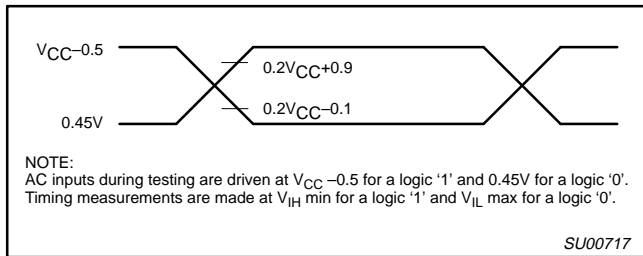 VCC–0.5
0.2VCC+0.9
0.2VCC–0.1
0.45V
NOTE:
AC inputs during testing are driven at VCC –0.5 for a logic ‘1’ and 0.45V for a logic ‘0’.
Timing measurements are made at VIH min for a logic ‘1’ and VIL max for a logic ‘0’.
SU00717